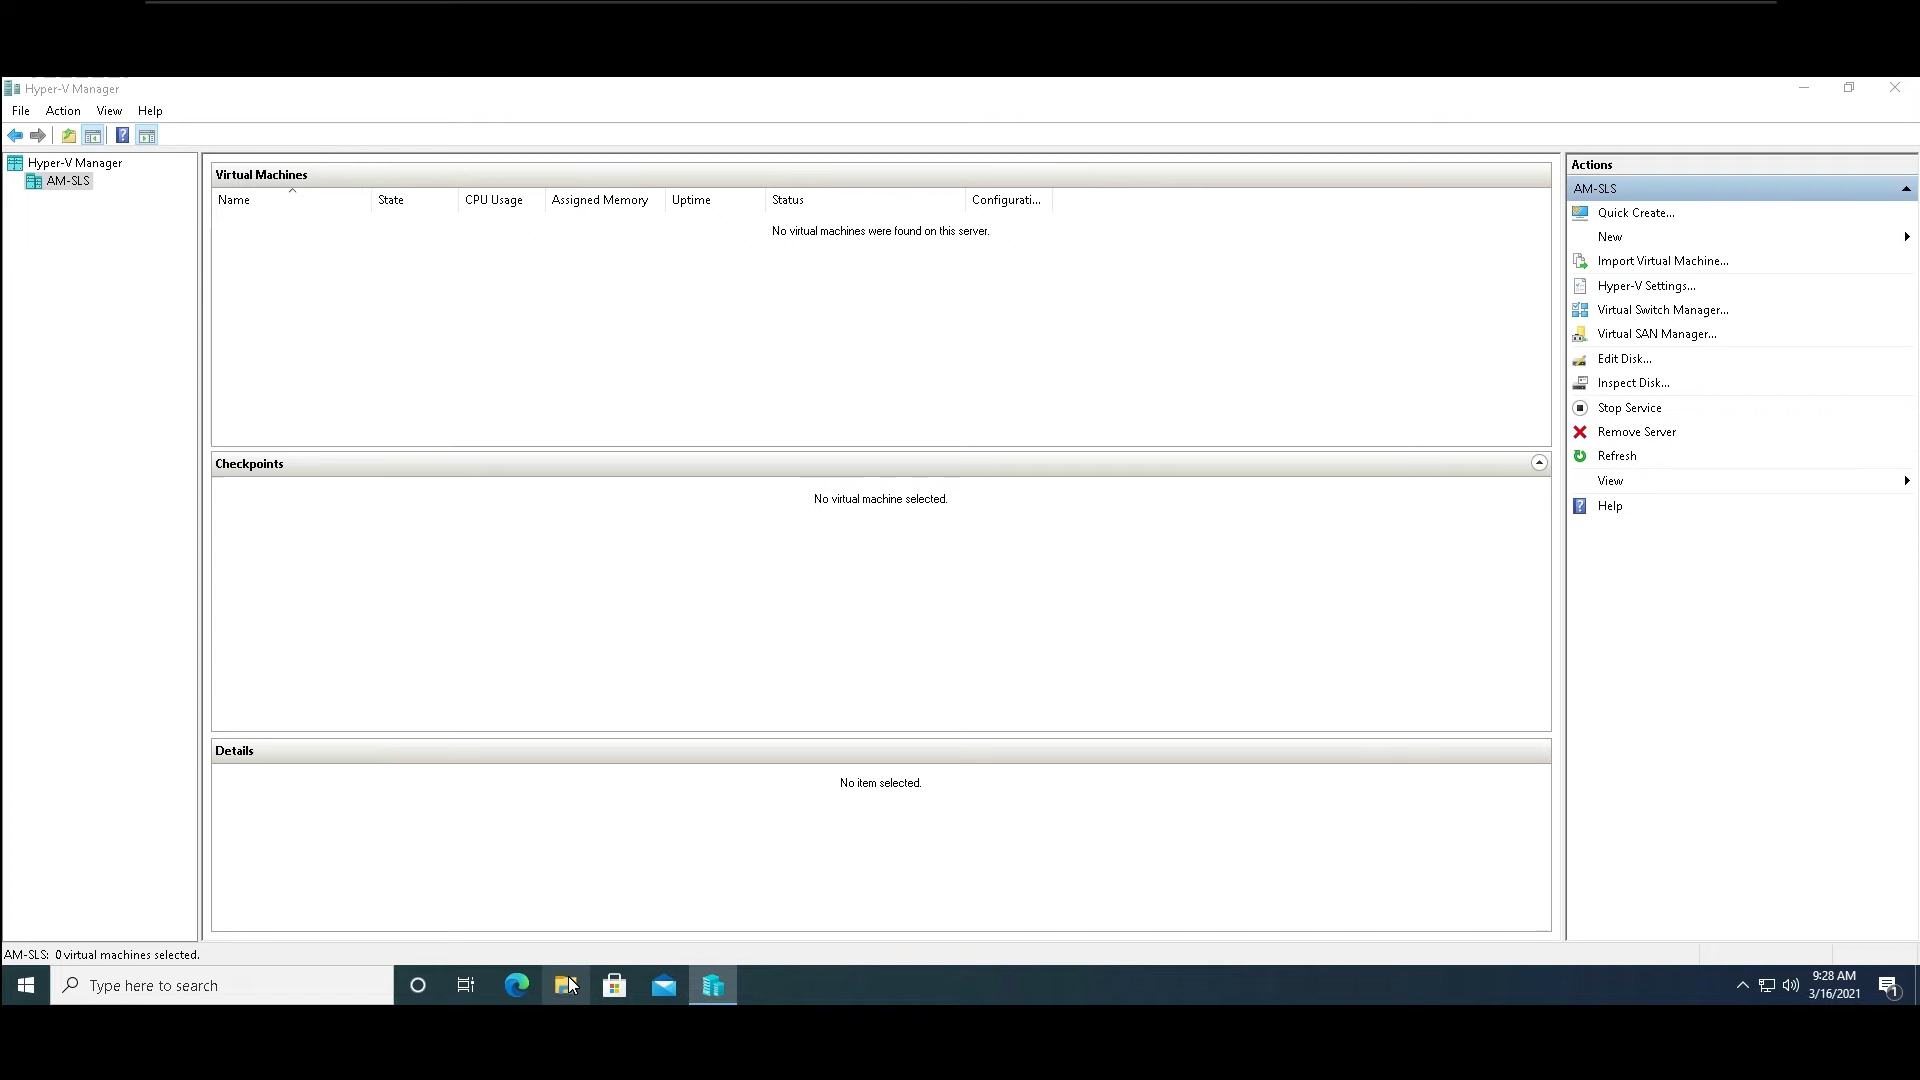 Hyper-V Manager
File Action View Help
Hyper-V Manager
AM-SLS
Virtual Machines
Name State CPU Usage Assigned Memory Uptime Status Configurati...
No virtual machines were found on this server.
Checkpoints
No virtual machine selected.
Details
No item selected.
Actions
AM-SLS
Quick Create...
New
Import Virtual Machine...
Hyper-V Settings...
Virtual Switch Manager...
Virtual SAN Manager...
Edit Disk...
Inspect Disk...
Stop Service
Remove Server
Refresh
View
Help
AM-SLS: 0 virtual machines selected.
Type here to search
9:28 AM
3/16/2021
1